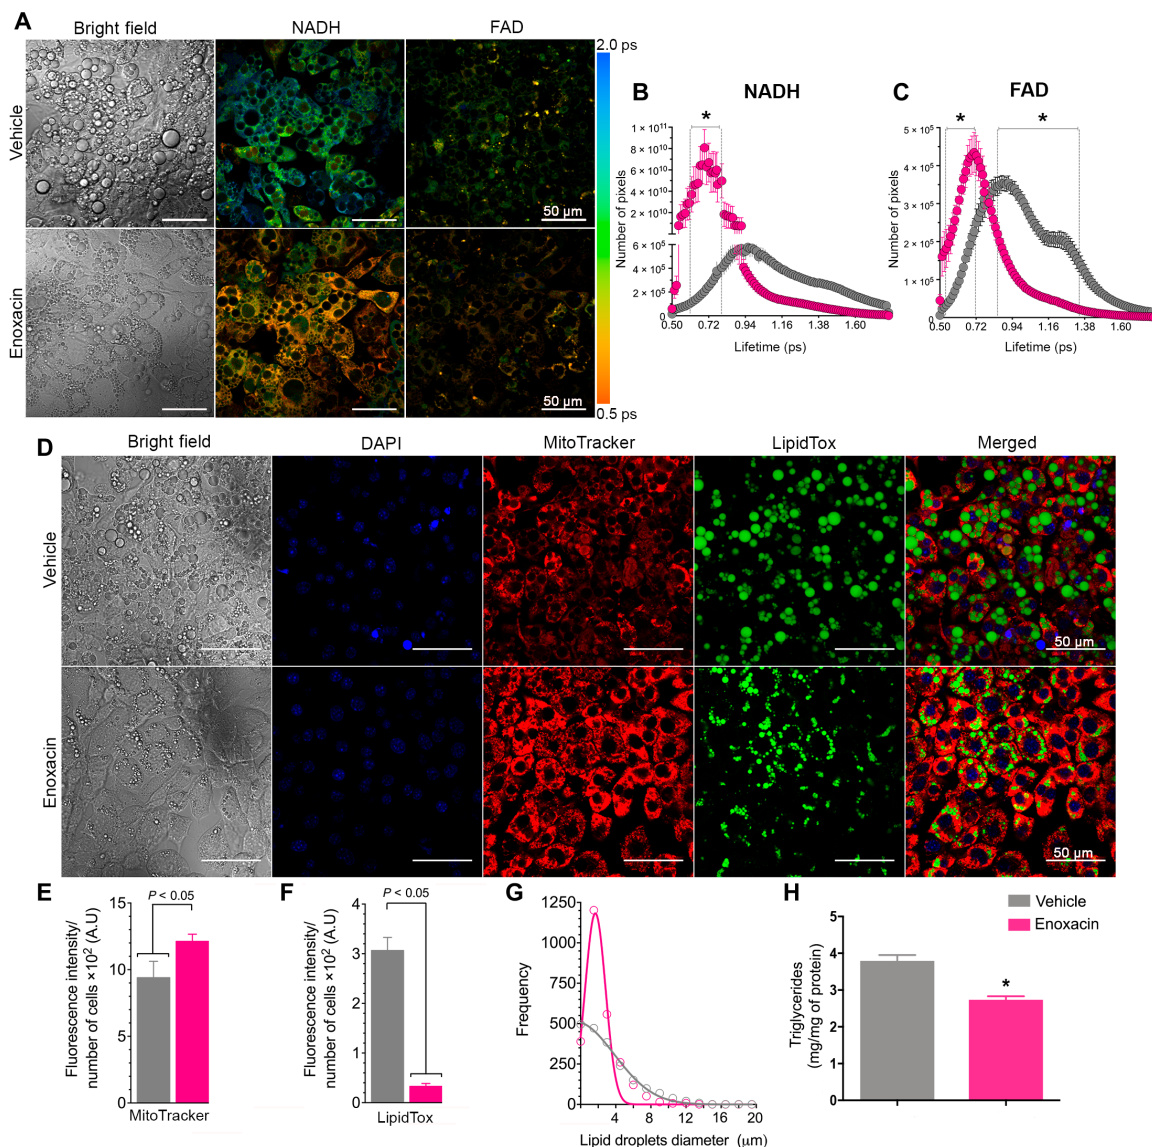 A
Bright field
NADH
FAD
Vehicle
50 μm
Enoxacin
50 μm
2.0 ps
0.5 ps
B
NADH
*
Number of pixels
1 × 10¹¹
8 × 10¹⁰
6 × 10¹⁰
4 × 10¹⁰
2 × 10¹⁰
6 × 10⁵
4 × 10⁵
2 × 10⁵
0
0.50 0.72 0.94 1.16 1.38 1.60
Lifetime (ps)
C
FAD
* *
Number of pixels
5 × 10⁵
4 × 10⁵
3 × 10⁵
2 × 10⁵
1 × 10⁵
0
0.50 0.72 0.94 1.16 1.38 1.60
Lifetime (ps)
D
Bright field
DAPI
MitoTracker
LipidTox
Merged
Vehicle
50 μm
Enoxacin
50 μm
E
P < 0.05
Fluorescence intensity/
number of cells ×10² (A.U)
15
10
5
0
MitoTracker
F
P < 0.05
Fluorescence intensity/
number of cells ×10² (A.U)
4
3
2
1
0
LipidTox
G
Frequency
1250
1000
750
500
250
0
0 4 8 12 16 20
Lipid droplets diameter (μm)
H
Vehicle
Enoxacin
*
Triglycerides
(mg/mg of protein)
5
4
3
2
1
0